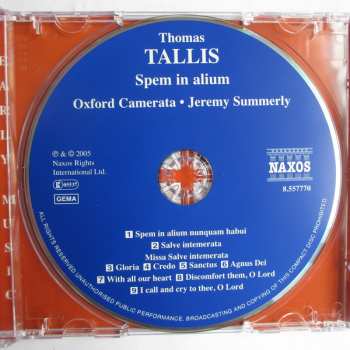 Thomas
TALLIS
Spem in alium
Oxford Camerata • Jeremy Summerly
℗ & © 2005
Naxos Rights
International Ltd.
GEMA
NAXOS
8.557770
1 Spem in alium nunquam habui
2 Salve intemerata
Missa Salve intemerata
3 Gloria 4 Credo 5 Sanctus 6 Agnus Dei
7 With all our heart 8 Discomfort them, O Lord
9 I call and cry to thee, O Lord
ALL RIGHTS RESERVED. UNAUTHORISED PUBLIC PERFORMANCE, BROADCASTING AND COPYING OF THIS COMPACT DISC PROHIBITED
EARLY MUSIC